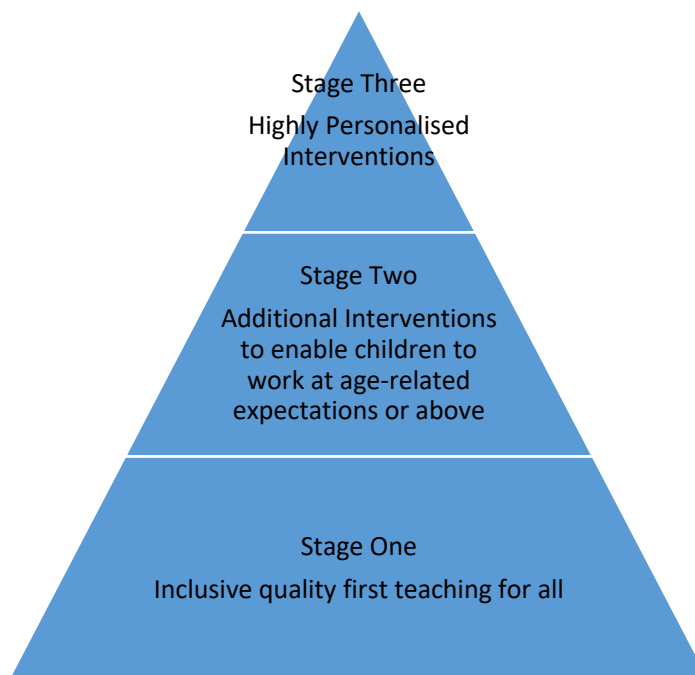 Stage Three
Highly Personalised
Interventions
Stage Two
Additional Interventions
to enable children to
work at age-related
expectations or above
Stage One
Inclusive quality first teaching for all